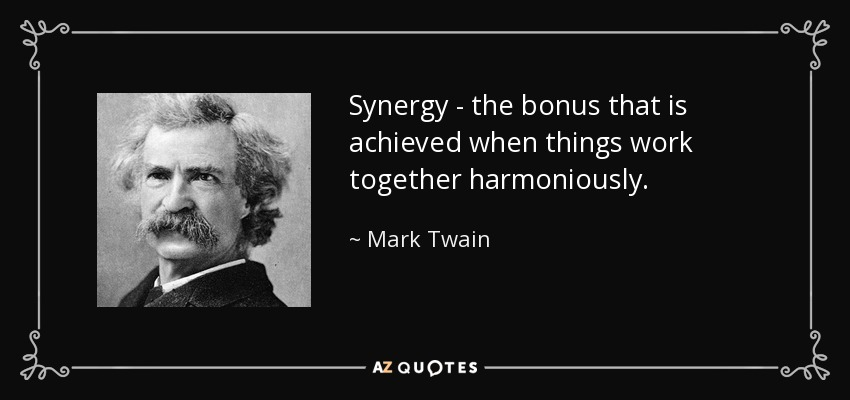 Synergy - the bonus that is
achieved when things work
together harmoniously.
~ Mark Twain
AZ QUOTES